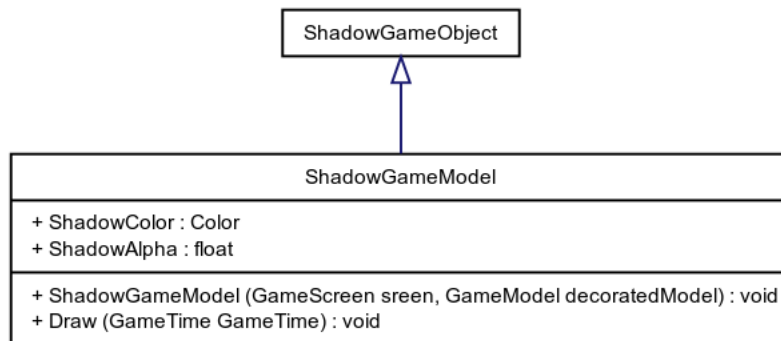 ShadowGameObject
ShadowGameModel
+ ShadowColor : Color
+ ShadowAlpha : float
+ ShadowGameModel (GameScreen sreen, GameModel decoratedModel) : void
+ Draw (GameTime GameTime) : void